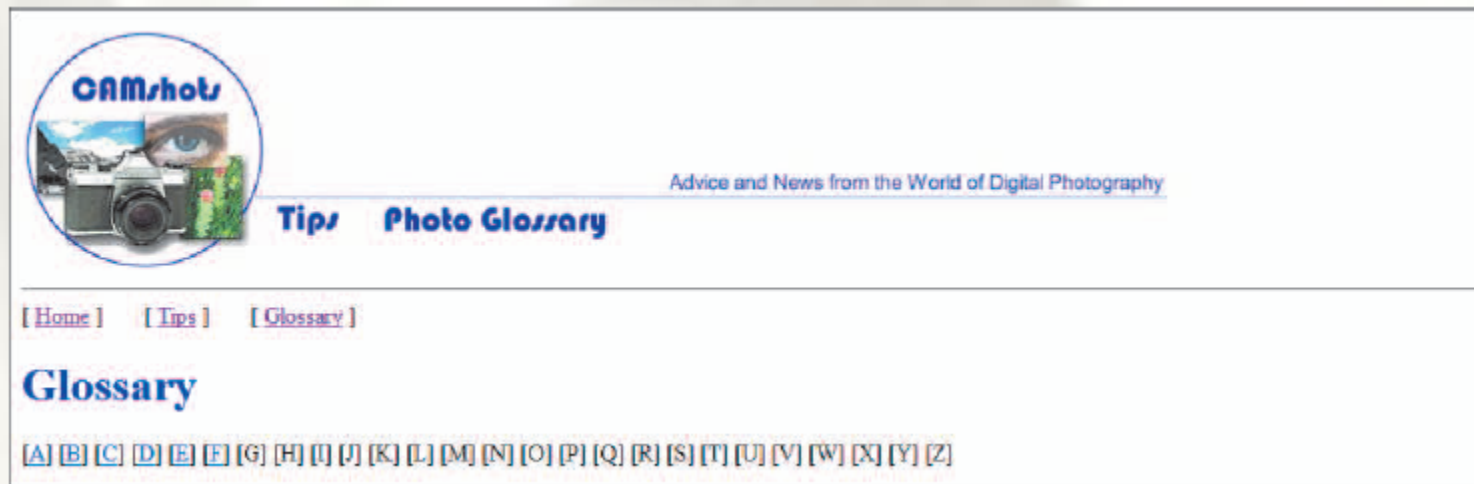 CAMshots
Advice and News from the World of Digital Photography
Tips Photo Glossary
[ Home ] [ Tips ] [ Glossary ]
Glossary
[A] [B] [C] [D] [E] [F] [G] [H] [I] [J] [K] [L] [M] [N] [O] [P] [Q] [R] [S] [T] [U] [V] [W] [X] [Y] [Z]